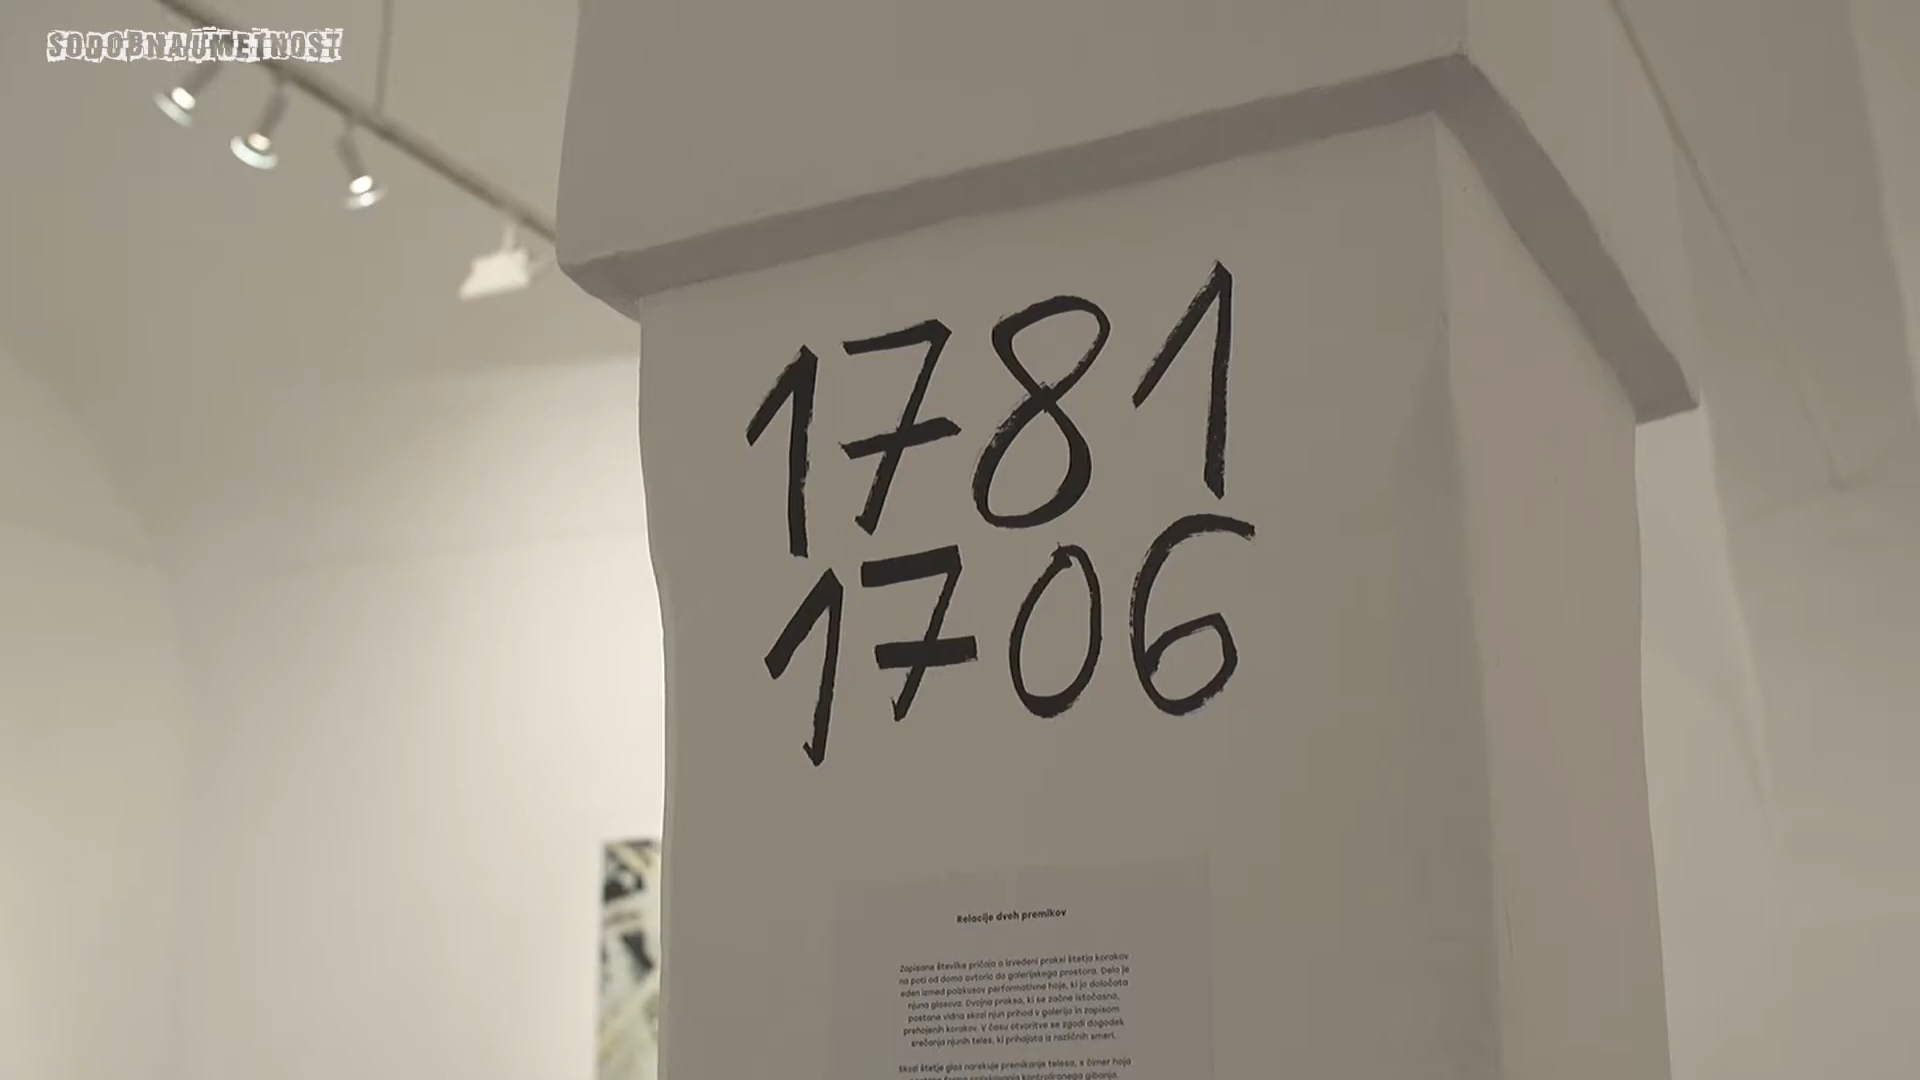 SODOBNAUMETNOST
1781
1706
Relacije dveh premikov
Zapisane številke pričajo o izvedeni praksi štetja korakov
na poti od doma avtoric do galerijskega prostora. Delo je
eden izmed poizkusov performativne hoje, ki jo določata
njuna glasova. Dvojna praksa, ki se začne istočasno,
postane vidna skozi njun prihod v galerijo in zapisom
prehojenih korakov. V času otvoritve se zgodi dogodek
srečanja njunih teles, ki prihajata iz različnih smeri.
Skozi štetje glas narekuje premikanje telesa, s čimer hoja
kontroliranega gibanja.